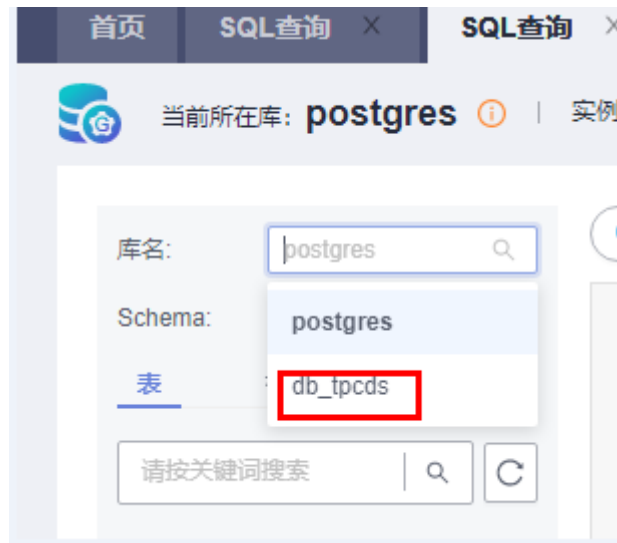 首页 SQL查询 SQL查询
当前所在库: postgres 实例
库名: postgres
Schema: postgres
表 db_tpcds
请按关键词搜索